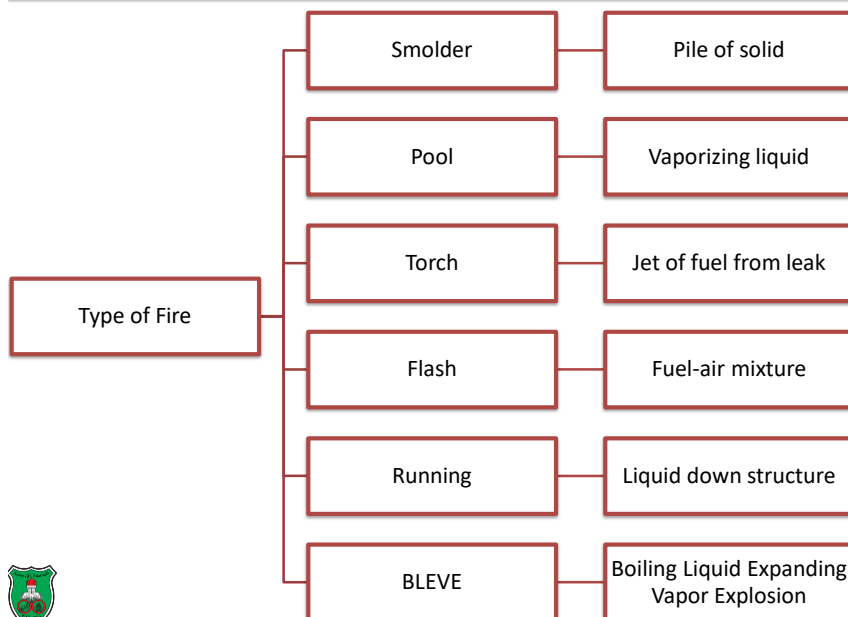 Smolder
Pile of solid
Pool
Vaporizing liquid
Torch
Jet of fuel from leak
Type of Fire
Flash
Fuel-air mixture
Running
Liquid down structure
BLEVE
Boiling Liquid Expanding
Vapor Explosion